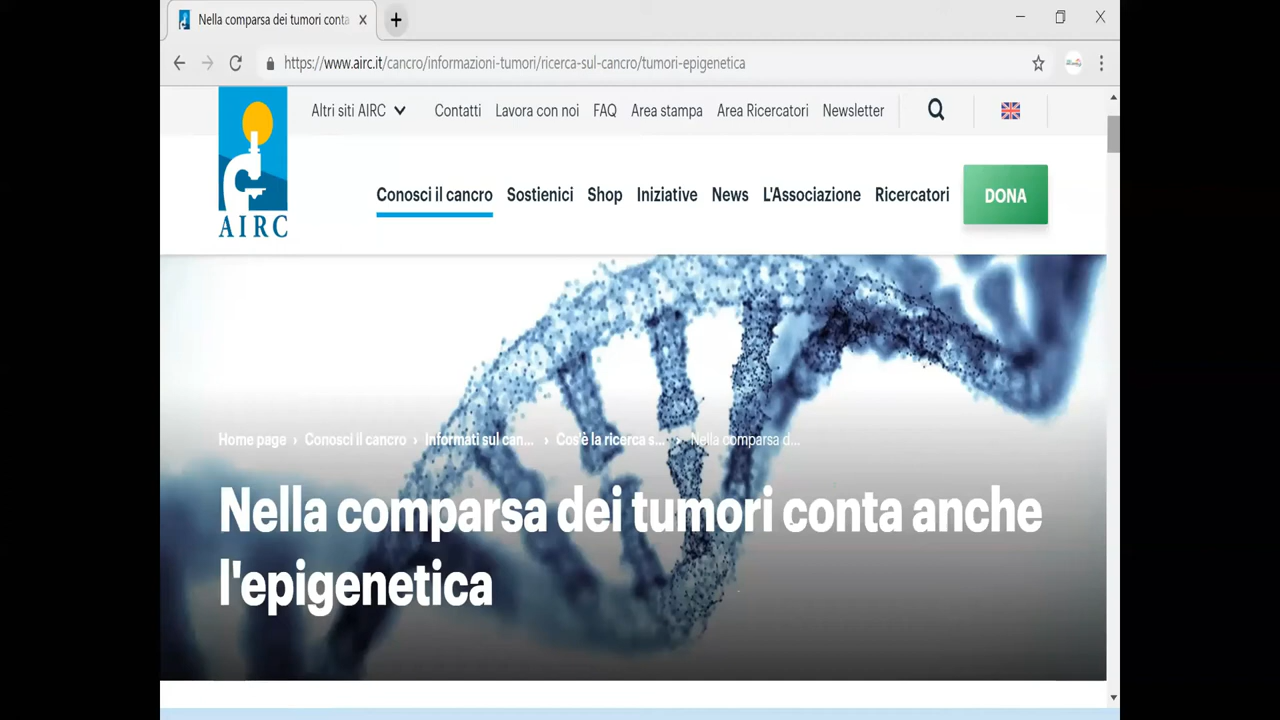 Nella comparsa dei tumori conta
https://www.airc.it/cancro/informazioni-tumori/ricerca-sul-cancro/tumori-epigenetica
Altri siti AIRC Contatti Lavora con noi FAQ Area stampa Area Ricercatori Newsletter
AIRC
Conosci il cancro Sostienici Shop Iniziative News L'Associazione Ricercatori DONA
Home page › Conosci il cancro › Informati sul can... › Cos'è la ricerca s... › Nella comparsa d...
Nella comparsa dei tumori conta anche
l'epigenetica